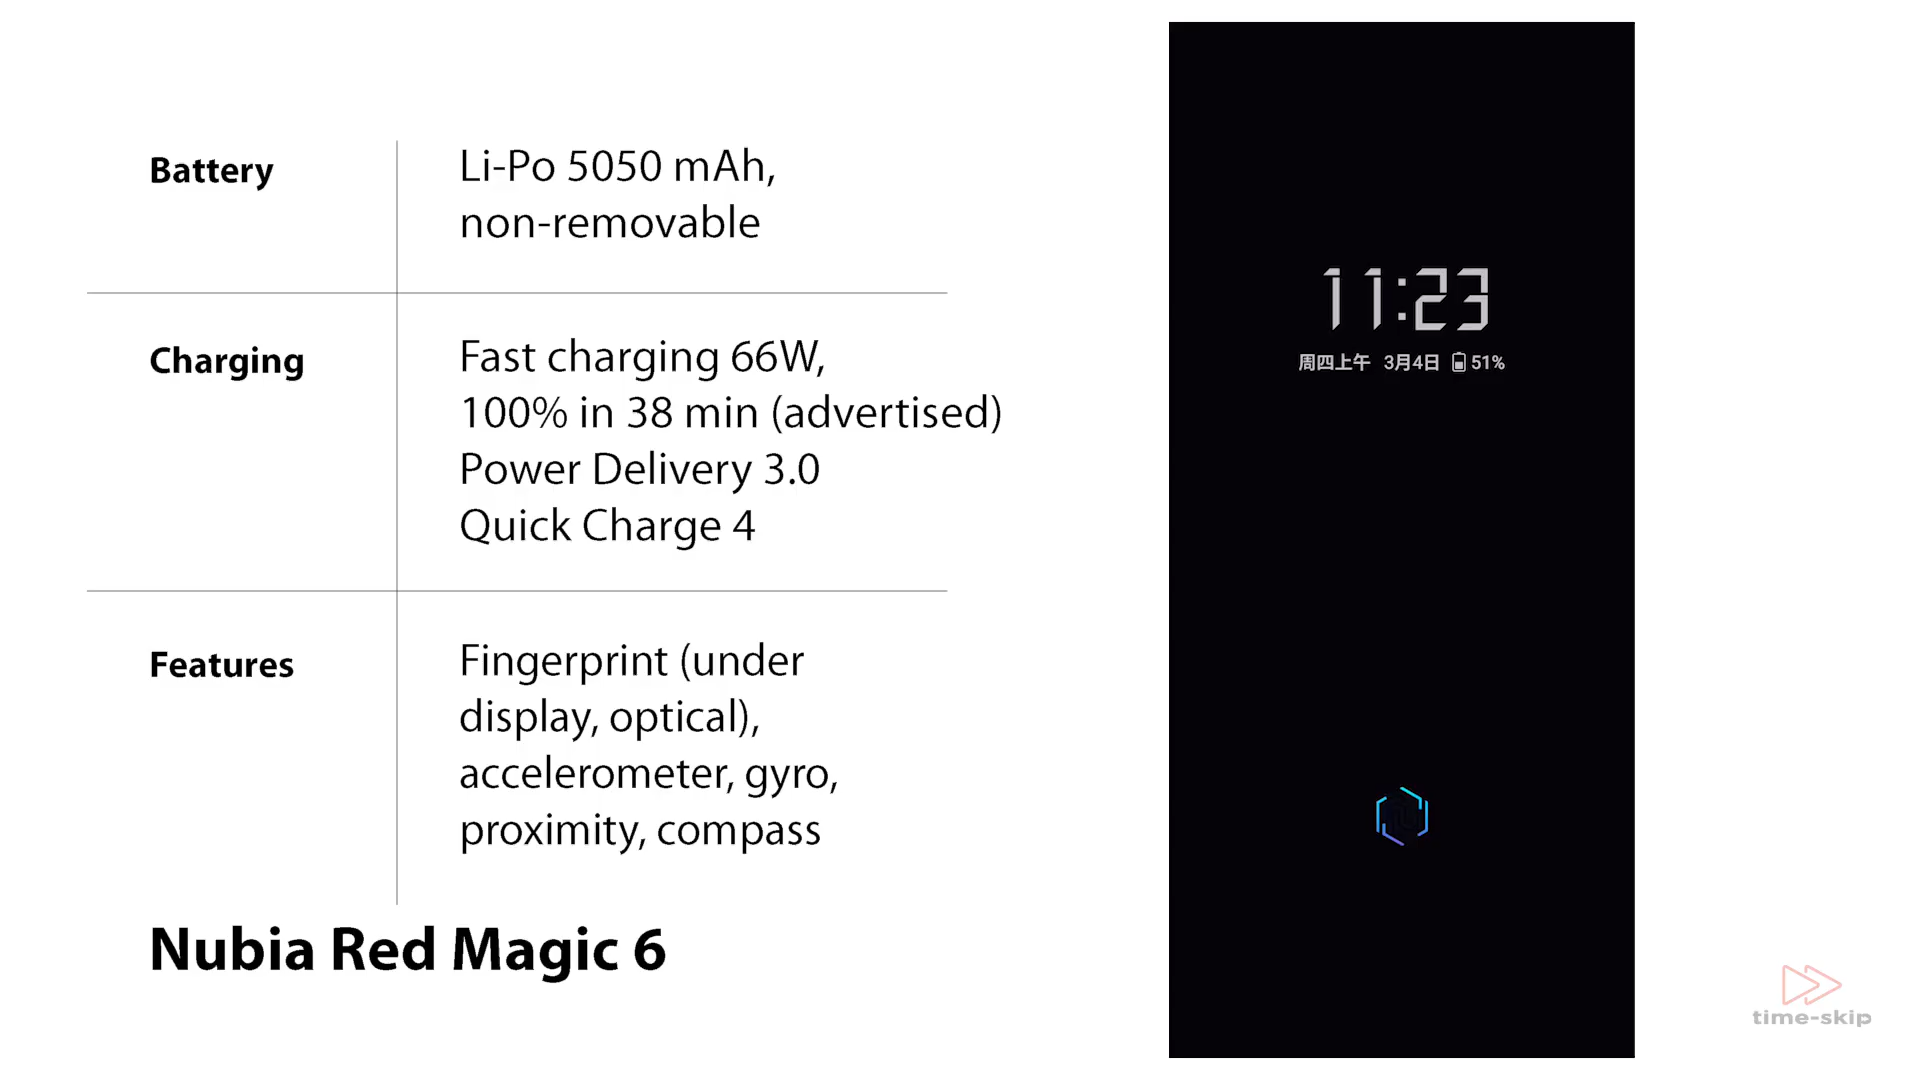 Battery
Li-Po 5050 mAh,
non-removable
Charging
Fast charging 66W,
100% in 38 min (advertised)
Power Delivery 3.0
Quick Charge 4
Features
Fingerprint (under
display, optical),
accelerometer, gyro,
proximity, compass
Nubia Red Magic 6
11:23
周四上午 3月4日 51%
time-skip